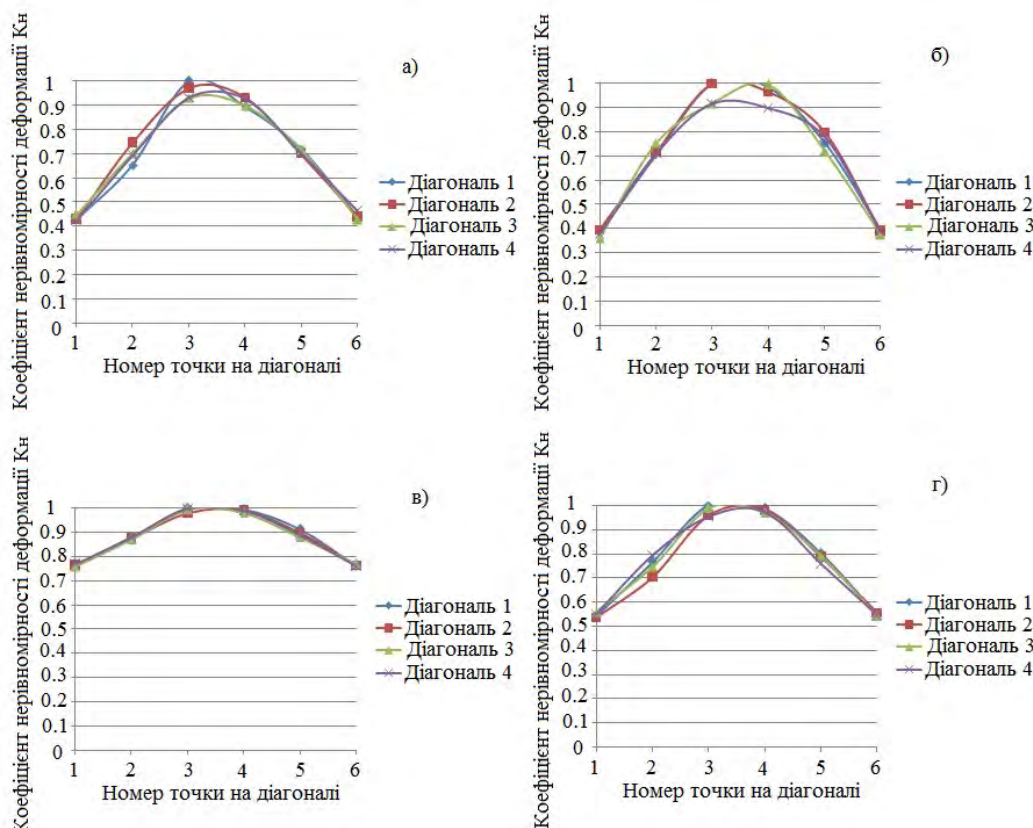 Коефіцієнт нерівномірності деформації Кн
а)
1
0.9
0.8
0.7
0.6
0.5
0.4
0.3
0.2
0.1
0
1 2 3 4 5 6
Номер точки на діагоналі
Діагональ 1
Діагональ 2
Діагональ 3
Діагональ 4
Коефіцієнт нерівномірності деформації Кн
б)
1
0.9
0.8
0.7
0.6
0.5
0.4
0.3
0.2
0.1
0
1 2 3 4 5 6
Номер точки на діагоналі
Діагональ 1
Діагональ 2
Діагональ 3
Діагональ 4
Коефіцієнт нерівномірності деформації Кн
в)
1
0.9
0.8
0.7
0.6
0.5
0.4
0.3
0.2
0.1
0
1 2 3 4 5 6
Номер точки на діагоналі
Діагональ 1
Діагональ 2
Діагональ 3
Діагональ 4
Коефіцієнт нерівномірності деформації Кн
г)
1
0.9
0.8
0.7
0.6
0.5
0.4
0.3
0.2
0.1
0
1 2 3 4 5 6
Номер точки на діагоналі
Діагональ 1
Діагональ 2
Діагональ 3
Діагональ 4